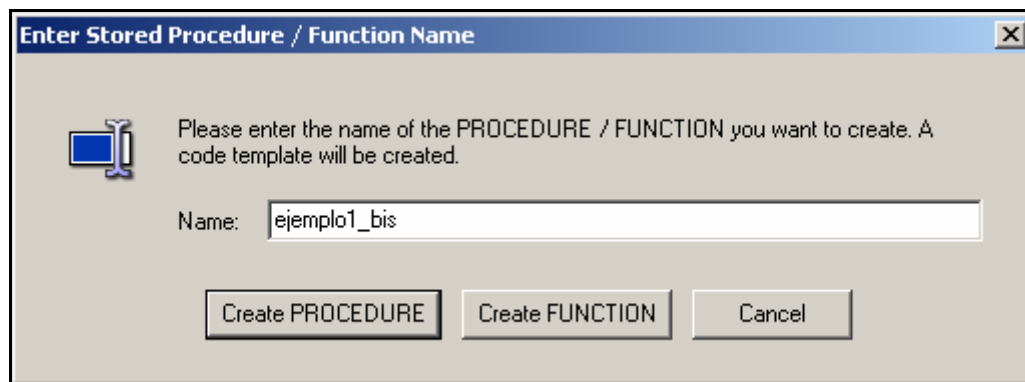 Enter Stored Procedure / Function Name
Please enter the name of the PROCEDURE / FUNCTION you want to create. A
code template will be created.
Name: ejemplo1_bis
Create PROCEDURE Create FUNCTION Cancel